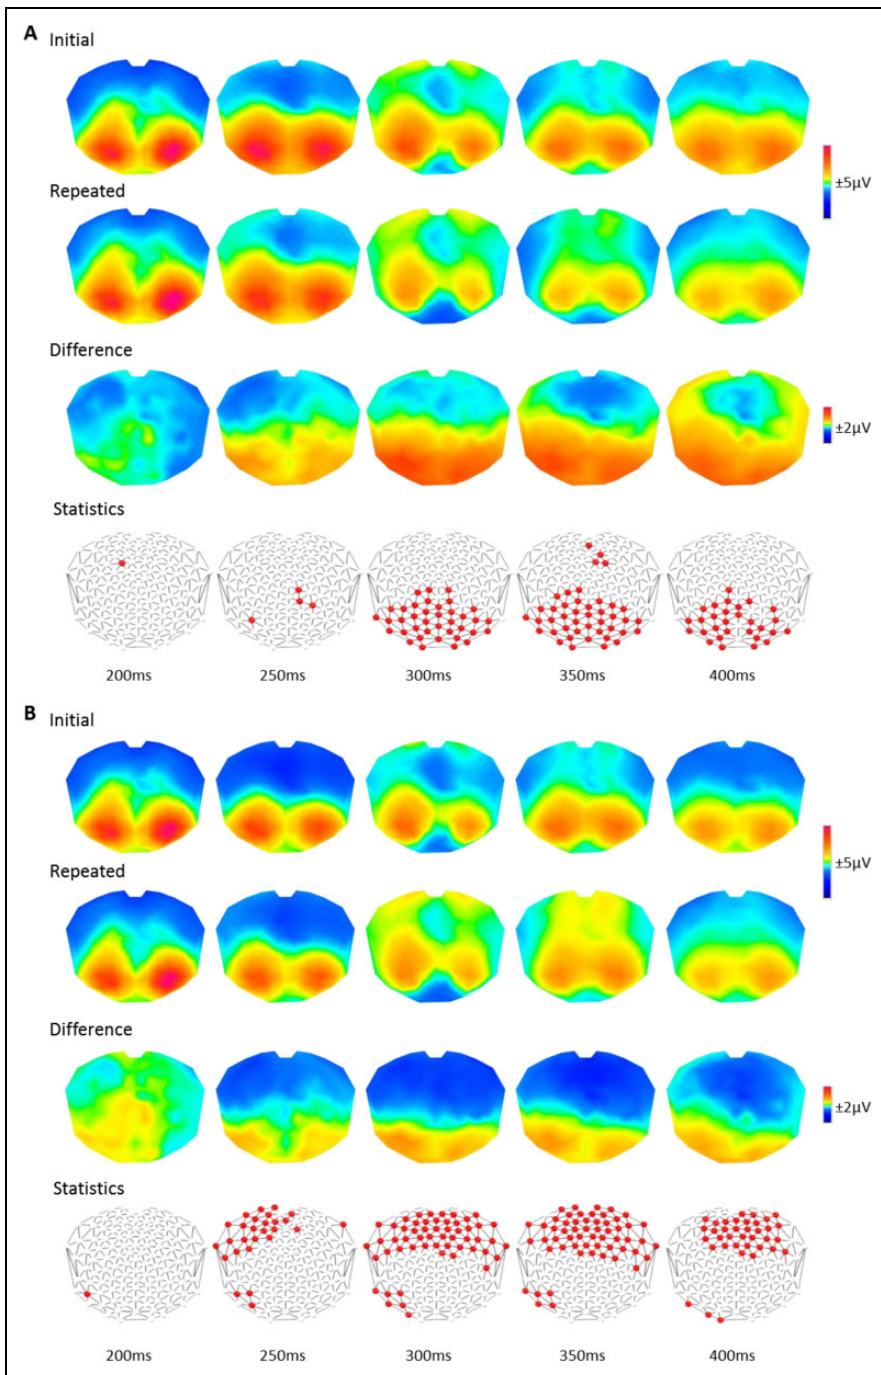 A
Initial
±5μV
Repeated
Difference
±2μV
Statistics
200ms 250ms 300ms 350ms 400ms
B
Initial
±5μV
Repeated
Difference
±2μV
Statistics
200ms 250ms 300ms 350ms 400ms